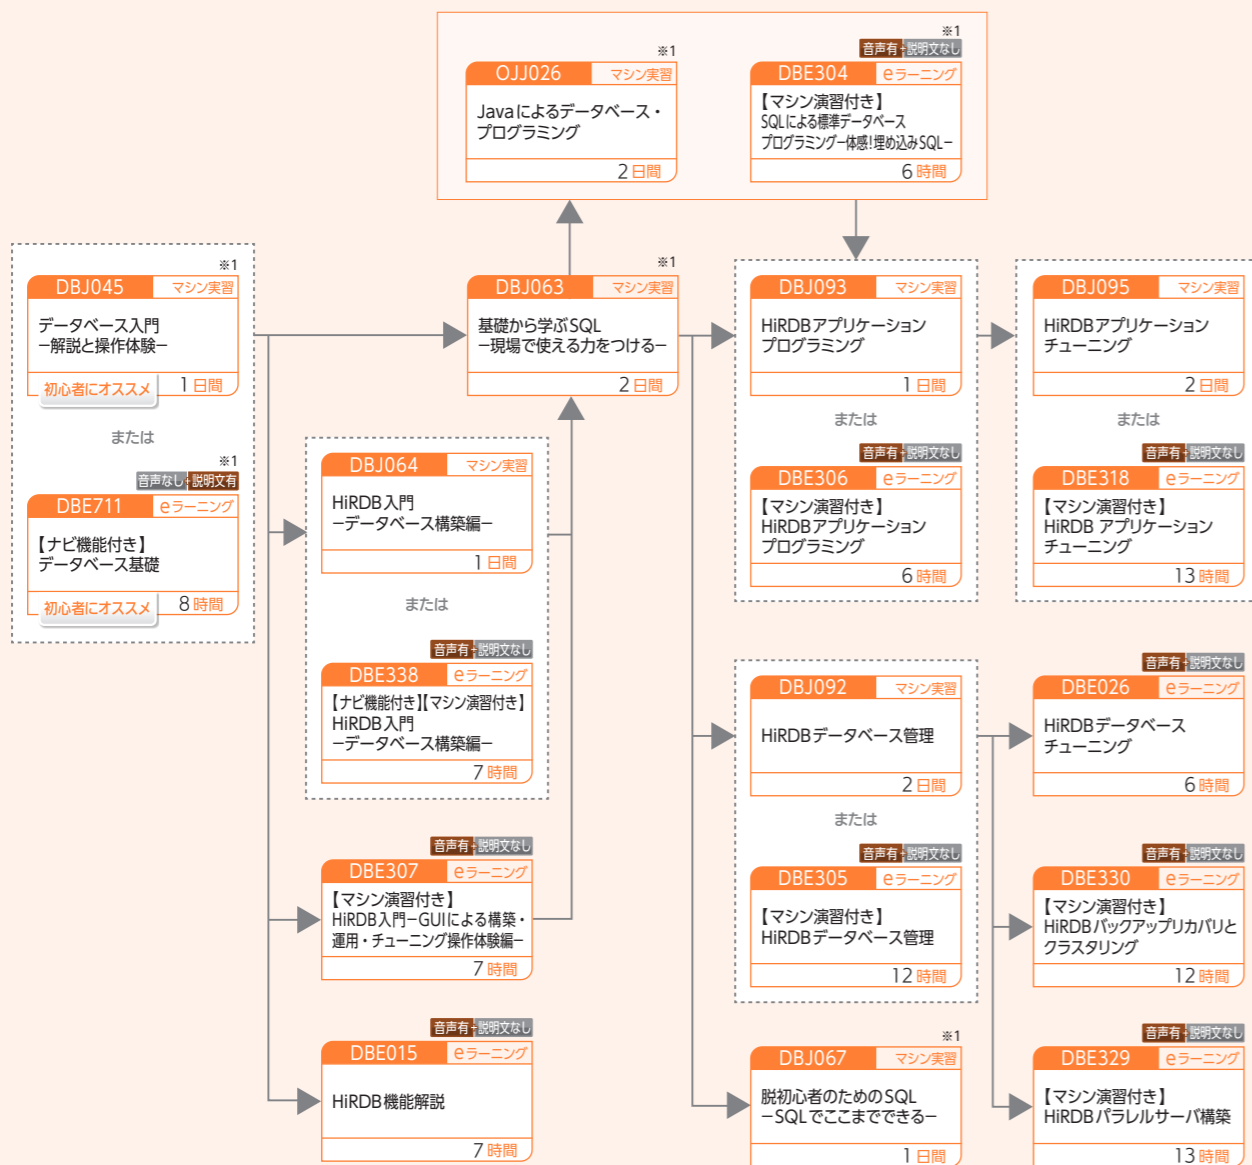 ※1
OJJ026 マシン実習
Javaによるデータベース・
プログラミング
2日間
※1
音声有+説明文なし
DBE304 eラーニング
【マシン演習付き】
SQLによる標準データベース
プログラミングー体感!埋め込みSQLー
6時間
※1
DBJ045 マシン実習
データベース入門
ー解説と操作体験ー
初心者にオススメ 1日間
または
※1
音声なし+説明文有
DBE711 eラーニング
【ナビ機能付き】
データベース基礎
初心者にオススメ 8時間
DBJ064 マシン実習
HiRDB入門
ーデータベース構築編ー
1日間
または
音声有+説明文なし
DBE338 eラーニング
【ナビ機能付き】【マシン演習付き】
HiRDB入門
ーデータベース構築編ー
7時間
音声有+説明文なし
DBE307 eラーニング
【マシン演習付き】
HiRDB入門ーGUIによる構築・
運用・チューニング操作体験編ー
7時間
音声有+説明文なし
DBE015 eラーニング
HiRDB機能解説
7時間
※1
DBJ063 マシン実習
基礎から学ぶSQL
ー現場で使える力をつけるー
2日間
DBJ093 マシン実習
HiRDBアプリケーション
プログラミング
1日間
または
音声有+説明文なし
DBE306 eラーニング
【マシン演習付き】
HiRDBアプリケーション
プログラミング
6時間
DBJ095 マシン実習
HiRDBアプリケーション
チューニング
2日間
または
音声有+説明文なし
DBE318 eラーニング
【マシン演習付き】
HiRDB アプリケーション
チューニング
13時間
DBJ092 マシン実習
HiRDBデータベース管理
2日間
または
音声有+説明文なし
DBE305 eラーニング
【マシン演習付き】
HiRDBデータベース管理
12時間
※1
DBJ067 マシン実習
脱初心者のためのSQL
ーSQLでここまでできるー
1日間
音声有+説明文なし
DBE026 eラーニング
HiRDBデータベース
チューニング
6時間
音声有+説明文なし
DBE330 eラーニング
【マシン演習付き】
HiRDBバックアップリカバリと
クラスタリング
12時間
音声有+説明文なし
DBE329 eラーニング
【マシン演習付き】
HiRDBパラレルサーバ構築
13時間